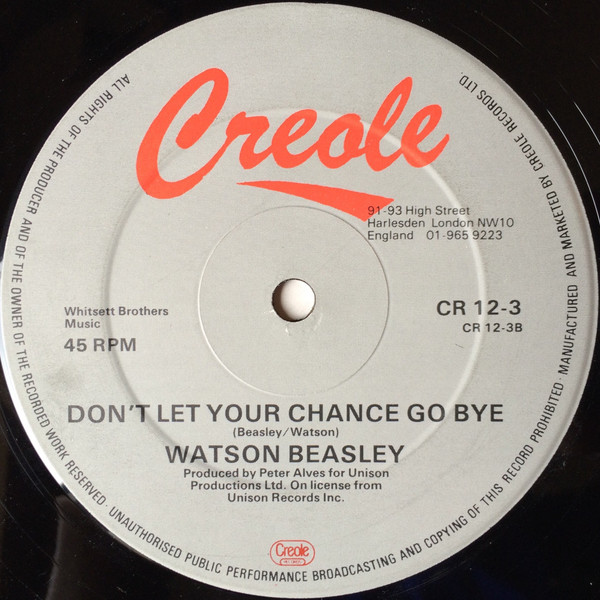 Creole
91-93 High Street
Harlesden London NW10
England 01-965 9223
Whitsett Brothers
Music
45 RPM
CR 12-3
CR 12-3B
DON'T LET YOUR CHANCE GO BYE
(Beasley/Watson)
WATSON BEASLEY
Produced by Peter Alves for Unison
Productions Ltd. On license from
Unison Records Inc.
Creole
RECORDS
ALL RIGHTS OF THE PRODUCER AND OF THE OWNER OF THE RECORDED WORK RESERVED · UNAUTHORISED PUBLIC PERFORMANCE BROADCASTING AND COPYING OF THIS RECORD PROHIBITED · MANUFACTURED AND MARKETED BY CREOLE RECORDS LTD.